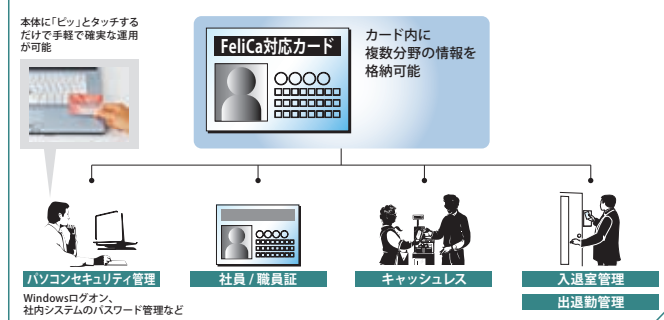 本体に「ピッ」とタッチする
だけで手軽で確実な運用
が可能
FeliCa対応カード
カード内に
複数分野の情報を
格納可能
パソコンセキュリティ管理
社員 / 職員証
キャッシュレス
入退室管理
出退勤管理
Windowsログオン、
社内システムのパスワード管理など